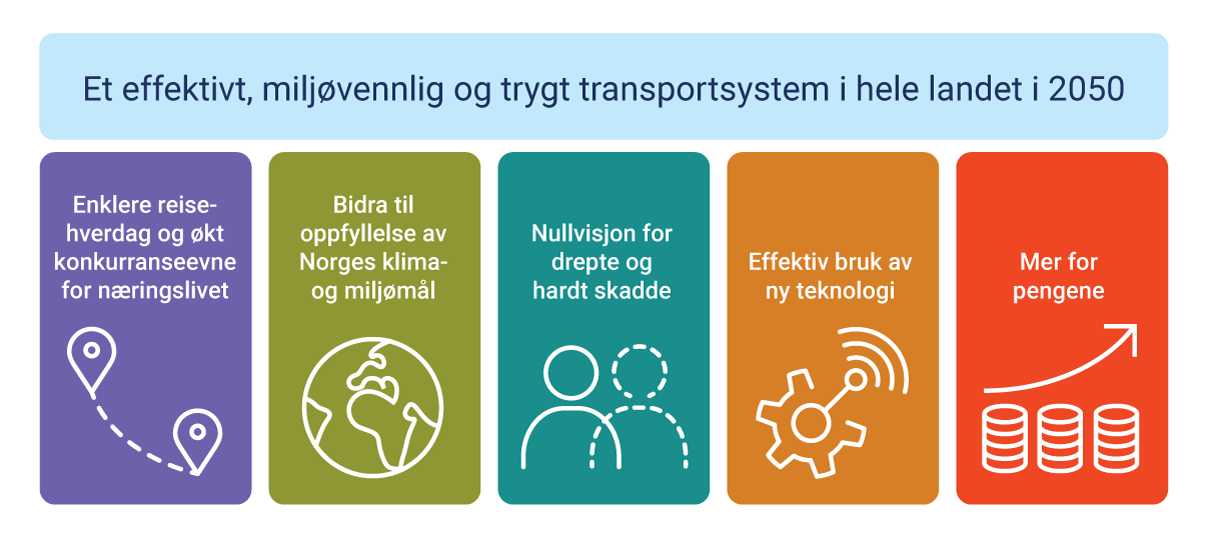 Et effektivt, miljøvennlig og trygt transportsystem i hele landet i 2050
Enklere reise-
hverdag og økt
konkurranseevne
for næringslivet
Bidra til
oppfyllelse av
Norges klima-
og miljømål
Nullvisjon for
drepte og
hardt skadde
Effektiv bruk av
ny teknologi
Mer for
pengene